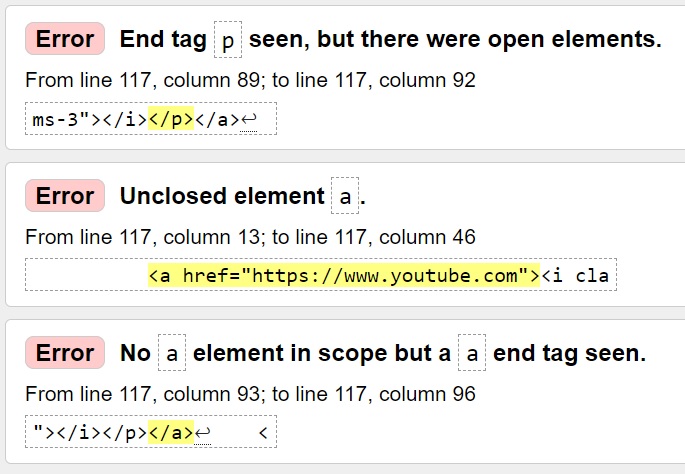 Error End tag p seen, but there were open elements.
From line 117, column 89; to line 117, column 92
ms-3"></i></p></a>↩
Error Unclosed element a.
From line 117, column 13; to line 117, column 46
<a href="https://www.youtube.com"><i cla
Error No a element in scope but a a end tag seen.
From line 117, column 93; to line 117, column 96
"></i></p></a>↩ <